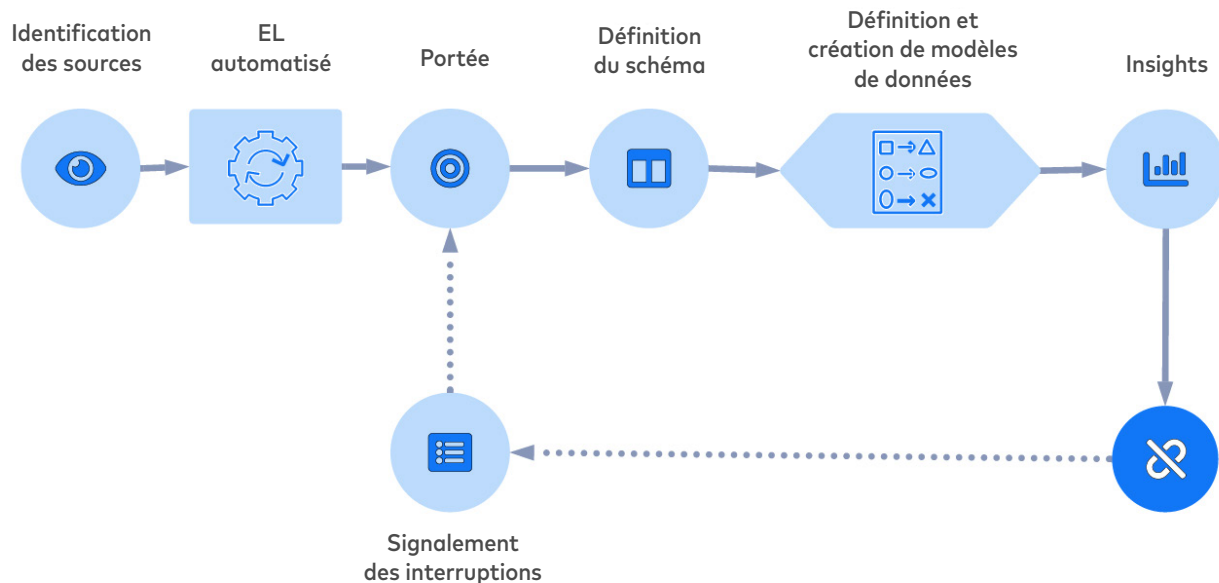 Identification
des sources
EL
automatisé
Portée
Définition
du schéma
Définition et
création de modèles
de données
Insights
Signalement
des interruptions